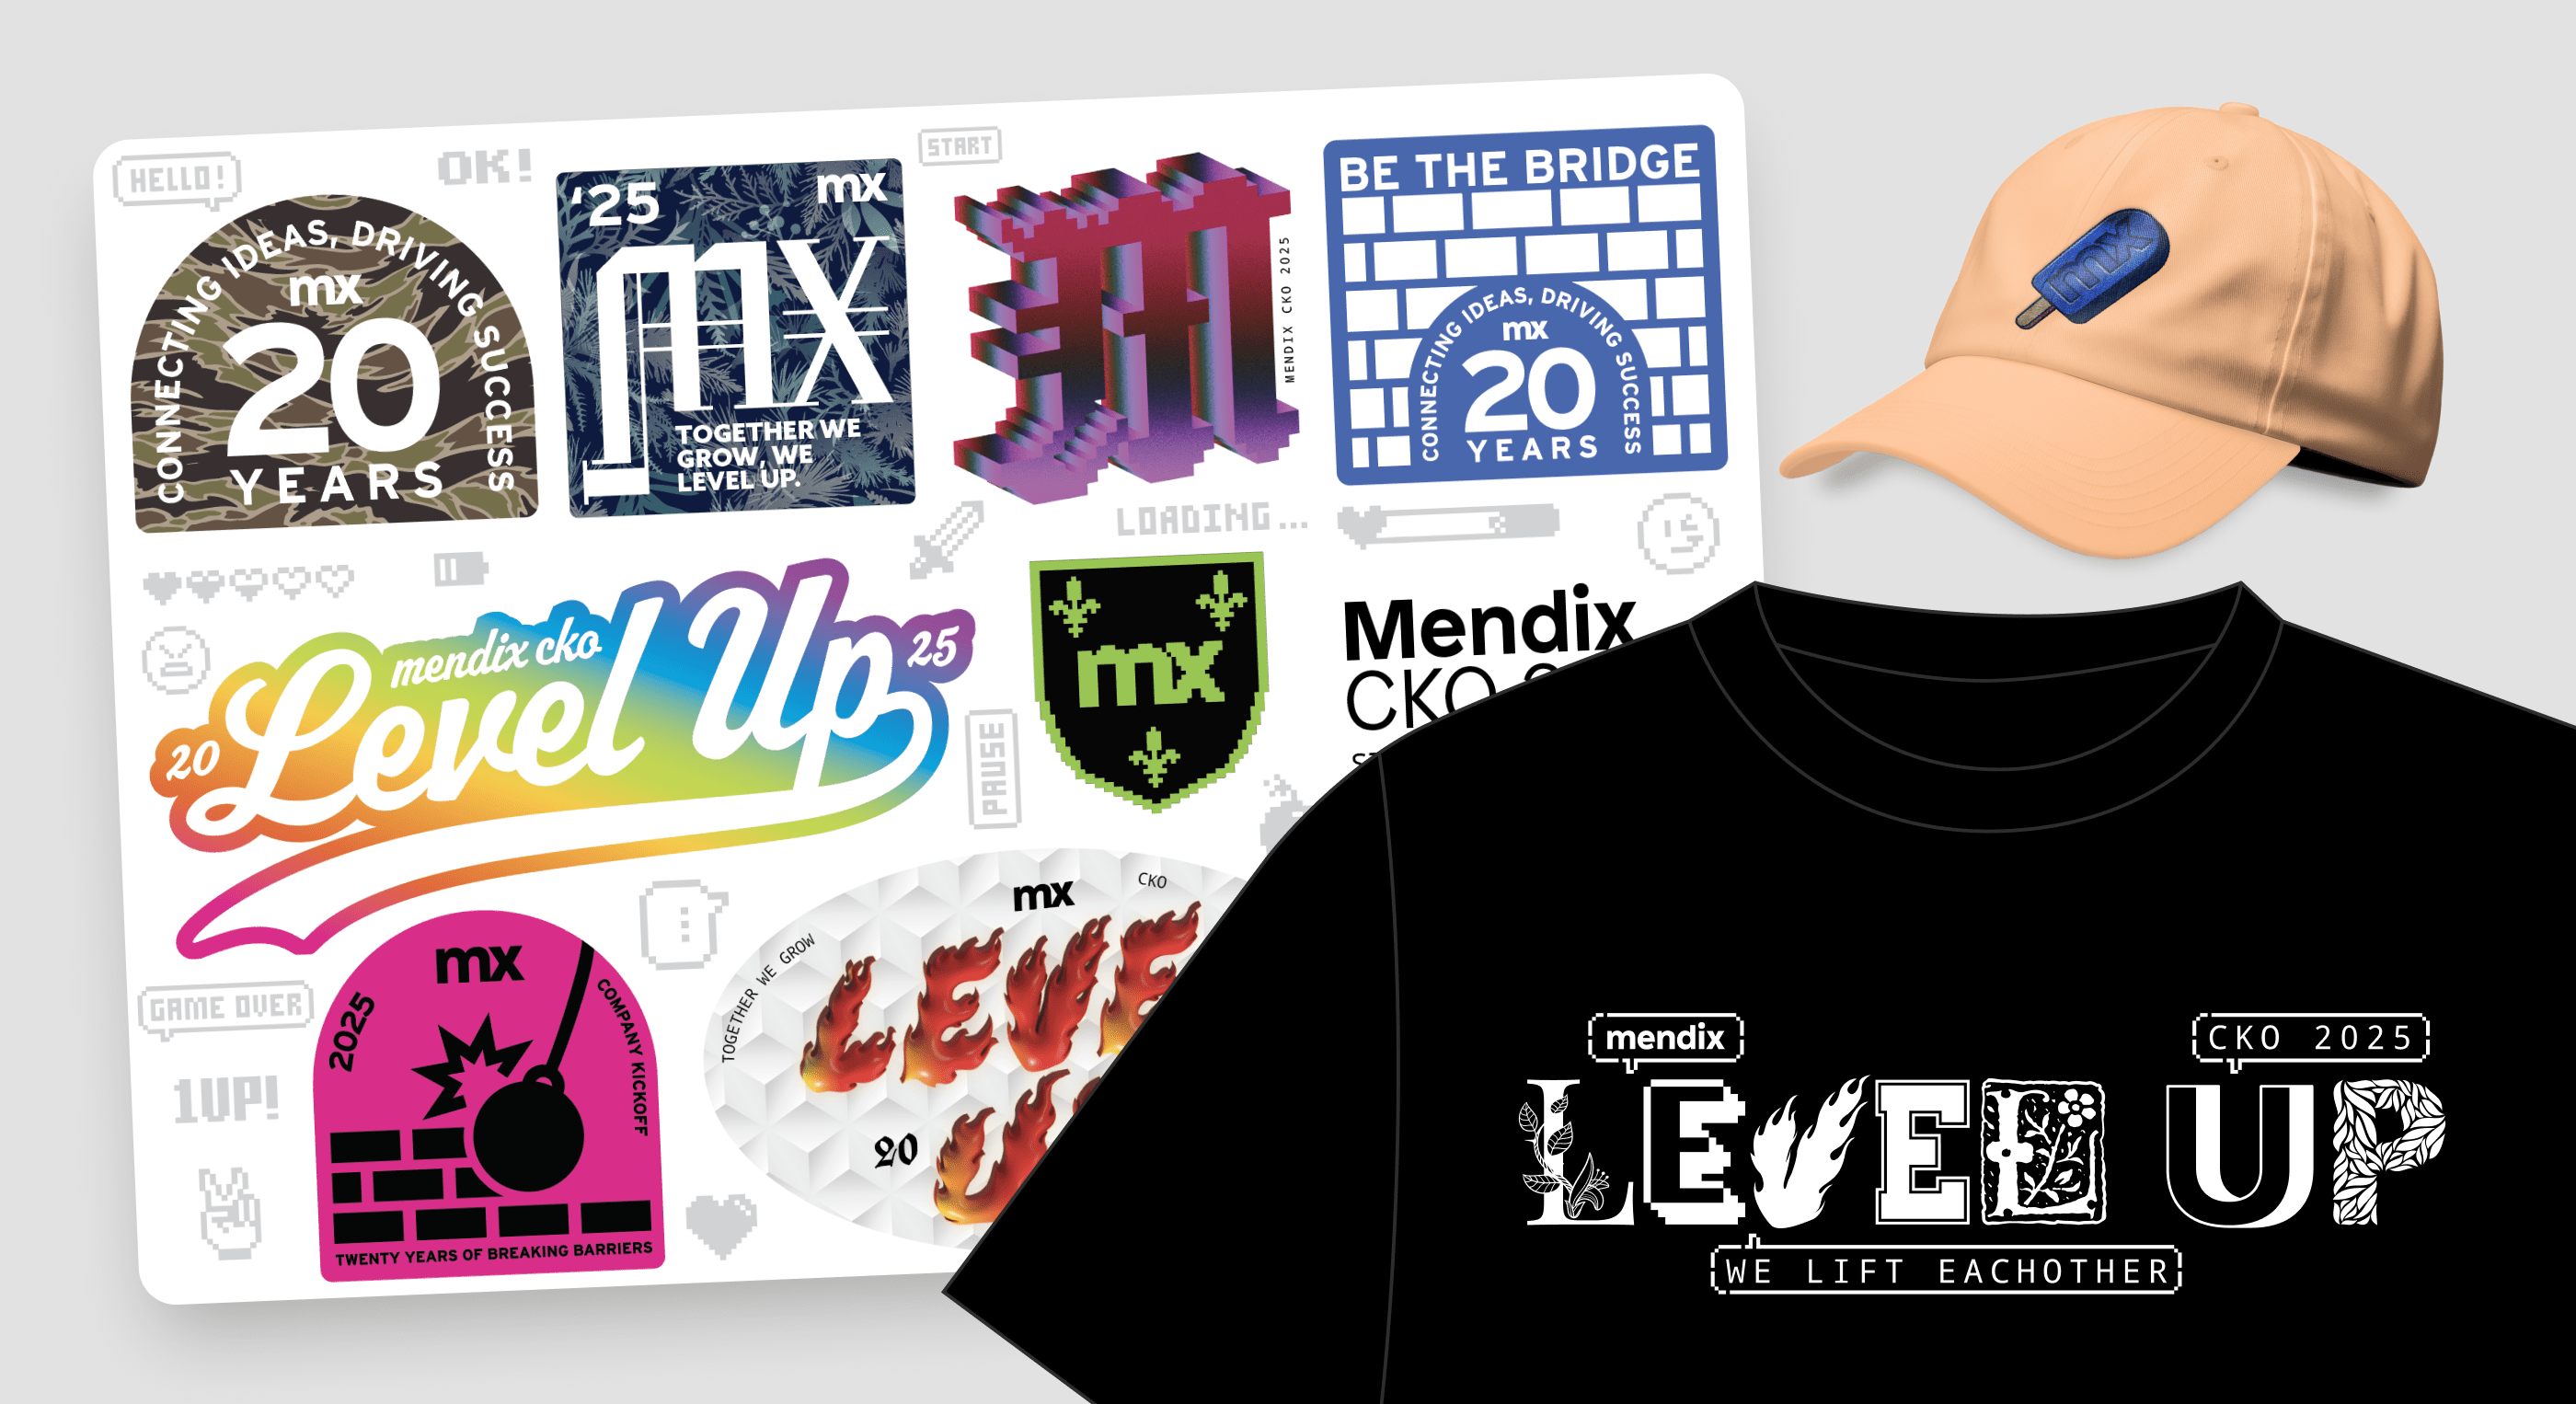 HELLO!
OK!
START
CONNECTING IDEAS, DRIVING SUCCESS
mx
20
YEARS
'25
mx
mx
TOGETHER WE
GROW, WE
LEVEL UP.
M
MENDIX CKO 2025
BE THE BRIDGE
CONNECTING IDEAS, DRIVING SUCCESS
mx
20
YEARS
mx
LOADING...
mendix cko
20
Level Up
25
mx
PAUSE
Mendix
CKO
mx
2025
COMPANY KICKOFF
TWENTY YEARS OF BREAKING BARRIERS
GAME OVER
1UP!
mx
CKO
TOGETHER WE GROW
LEVE
20
U
mendix
CKO 2025
LEVEL UP
WE LIFT EACHOTHER